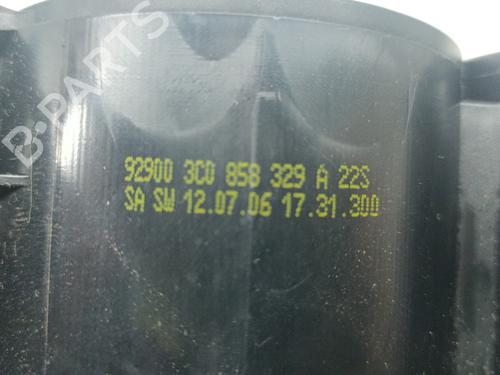 B-PARTS
92900 3C0 858 329 A 22S
SA SW 12.07.06 17.31.300